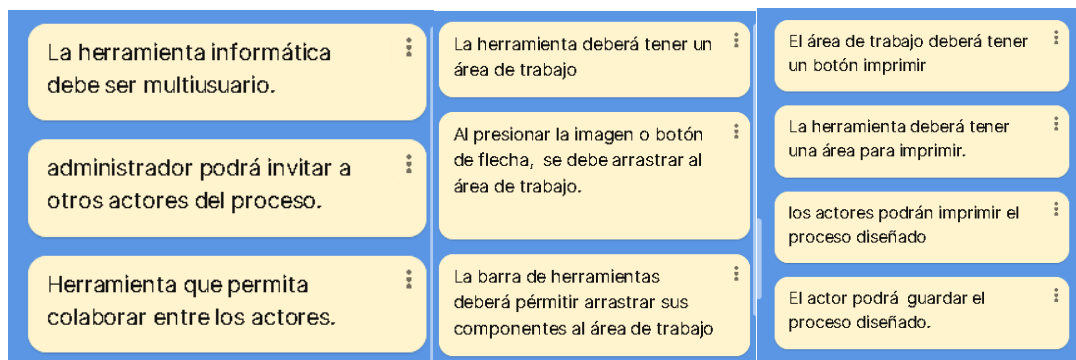 La herramienta informática
debe ser multiusuario.
administrador podrá invitar a
otros actores del proceso.
Herramienta que permita
colaborar entre los actores.
La herramienta deberá tener un
área de trabajo
Al presionar la imagen o botón
de flecha, se debe arrastrar al
área de trabajo.
La barra de herramientas
deberá pérmitir arrastrar sus
componentes al área de trabajo
El área de trabajo deberá tener
un botón imprimir
La herramienta deberá tener
una área para imprimir.
los actores podrán imprimir el
proceso diseñado
El actor podrá guardar el
proceso diseñado.